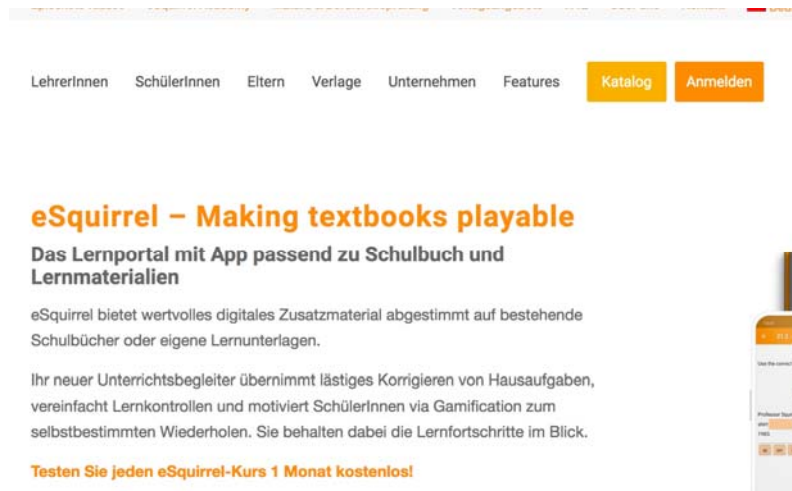 LehrerInnen SchülerInnen Eltern Verlage Unternehmen Features Katalog Anmelden
eSquirrel – Making textbooks playable
Das Lernportal mit App passend zu Schulbuch und
Lernmaterialien
eSquirrel bietet wertvolles digitales Zusatzmaterial abgestimmt auf bestehende
Schulbücher oder eigene Lernunterlagen.
Ihr neuer Unterrichtsbegleiter übernimmt lästiges Korrigieren von Hausaufgaben,
vereinfacht Lernkontrollen und motiviert SchülerInnen via Gamification zum
selbstbestimmten Wiederholen. Sie behalten dabei die Lernfortschritte im Blick.
Testen Sie jeden eSquirrel-Kurs 1 Monat kostenlos!